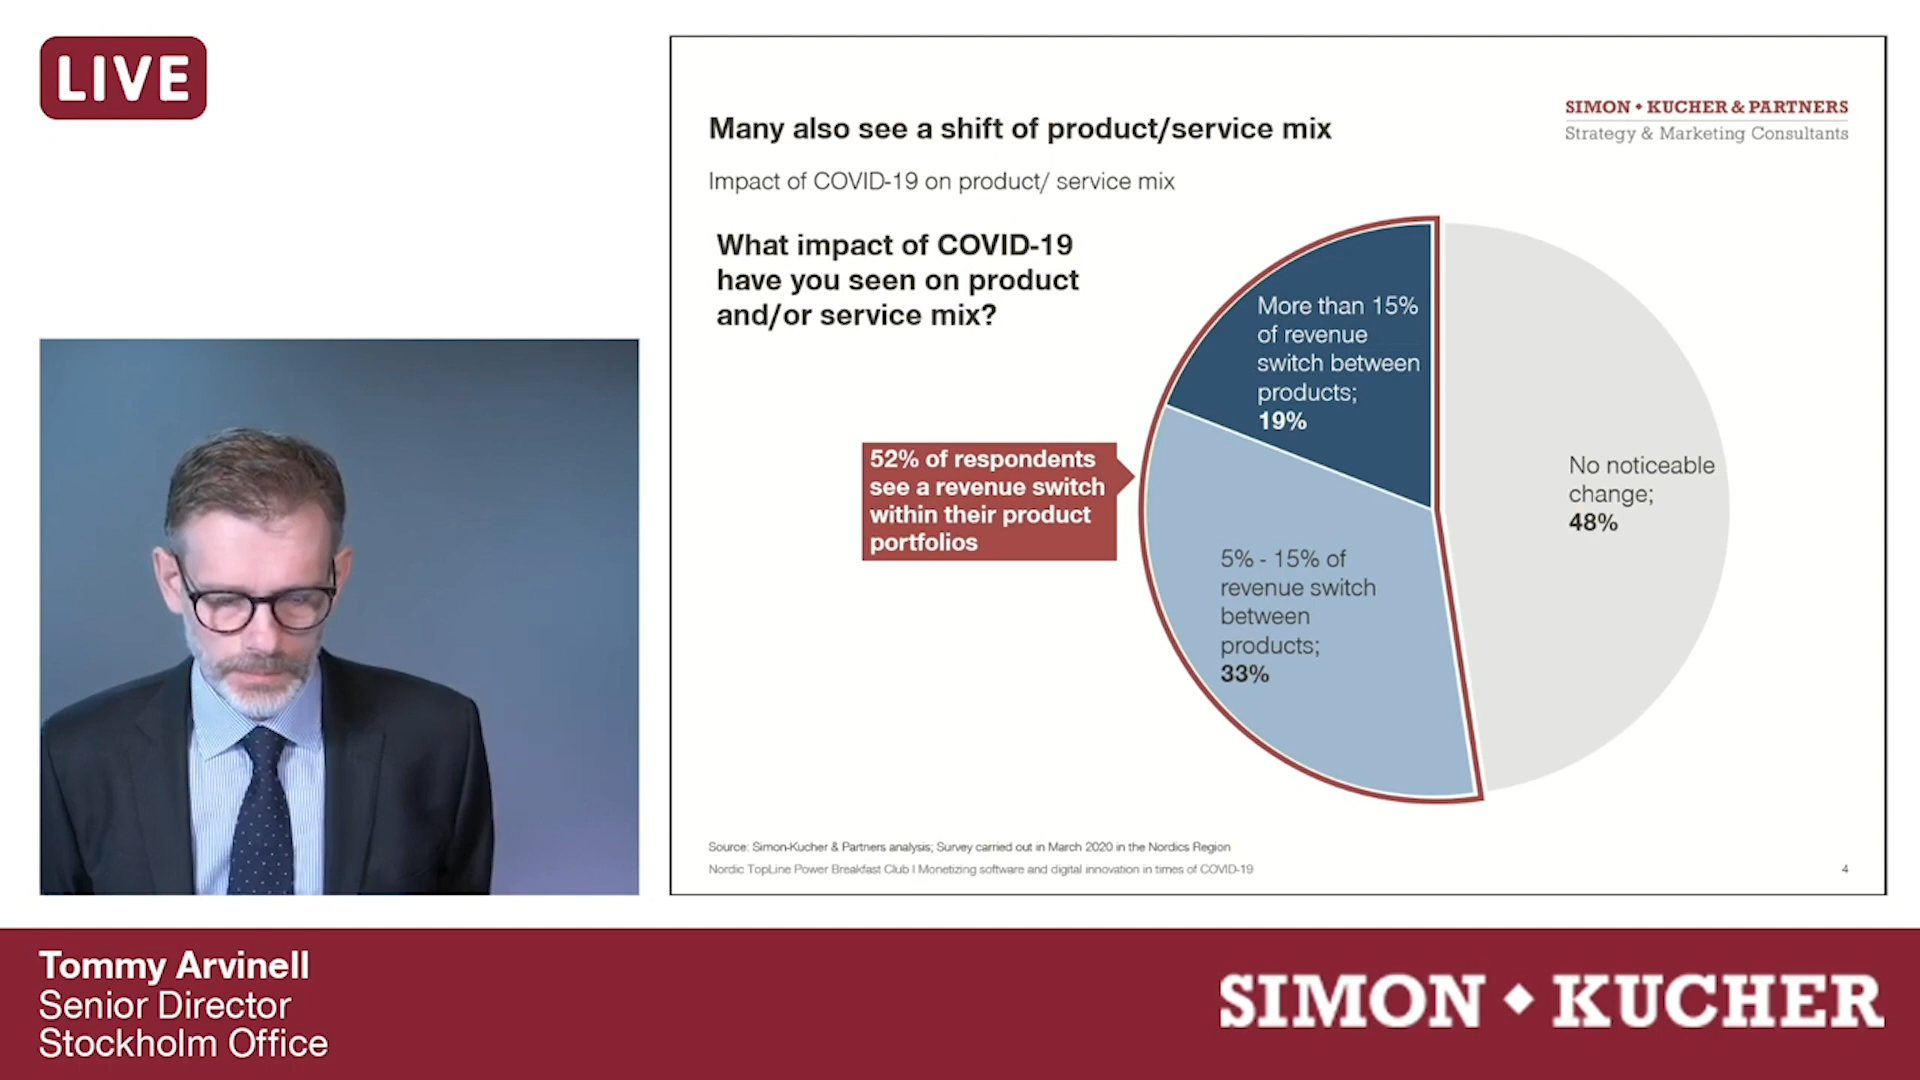 LIVE
SIMON • KUCHER & PARTNERS
Strategy & Marketing Consultants
Many also see a shift of product/service mix
Impact of COVID-19 on product/ service mix
What impact of COVID-19
have you seen on product
and/or service mix?
More than 15%
of revenue
switch between
products;
19%
52% of respondents
see a revenue switch
within their product
portfolios
No noticeable
change;
48%
5% - 15% of
revenue switch
between
products;
33%
Source: Simon-Kucher & Partners analysis; Survey carried out in March 2020 in the Nordics Region
Nordic TopLine Power Breakfast Club I Monetizing software and digital innovation in times of COVID-19
4
Tommy Arvinell
Senior Director
Stockholm Office
SIMON ◆ KUCHER